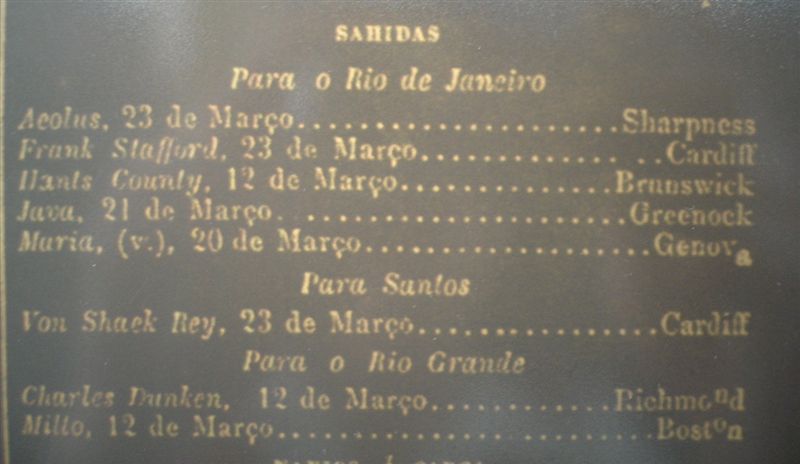 SAHIDAS
Para o Rio de Janeiro
Aeolus, 23 de Março......................Sharpness
Frank Stafford, 23 de Março.............. ..Cardiff
Hants County, 12 de Março...............Brunswick
Java, 21 de Março. ......................Greenock
Maria, (v.), 20 de Março....................Genova
Para Santos
Von Shaek Rey, 23 de Março.................Cardiff
Para o Rio Grande
Charles Dunken, 12 de Março.............Richmond
Milio, 12 de Março..........................Boston